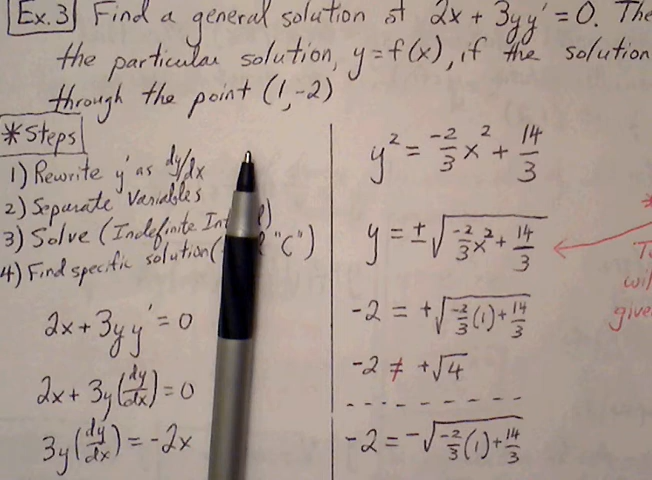 Ex. 3 Find a general solution of 2x + 3yy' = 0.
the particular solution, y = f(x), if the solution
through the point (1, -2)
*Steps
1) Rewrite y' as dy/dx
2) Separate Variables
3) Solve (Indefinite
4) Find specific solution( "C")
2x + 3yy' = 0
2x + 3y(dy/dx) = 0
3y(dy/dx) = -2x
y² = -2/3 x² + 14/3
y = ±√(-2/3 x² + 14/3)
-2 = +√(-2/3 (1) + 14/3)
-2 ≠ +√4
-2 = -√(-2/3 (1) + 14/3)
*